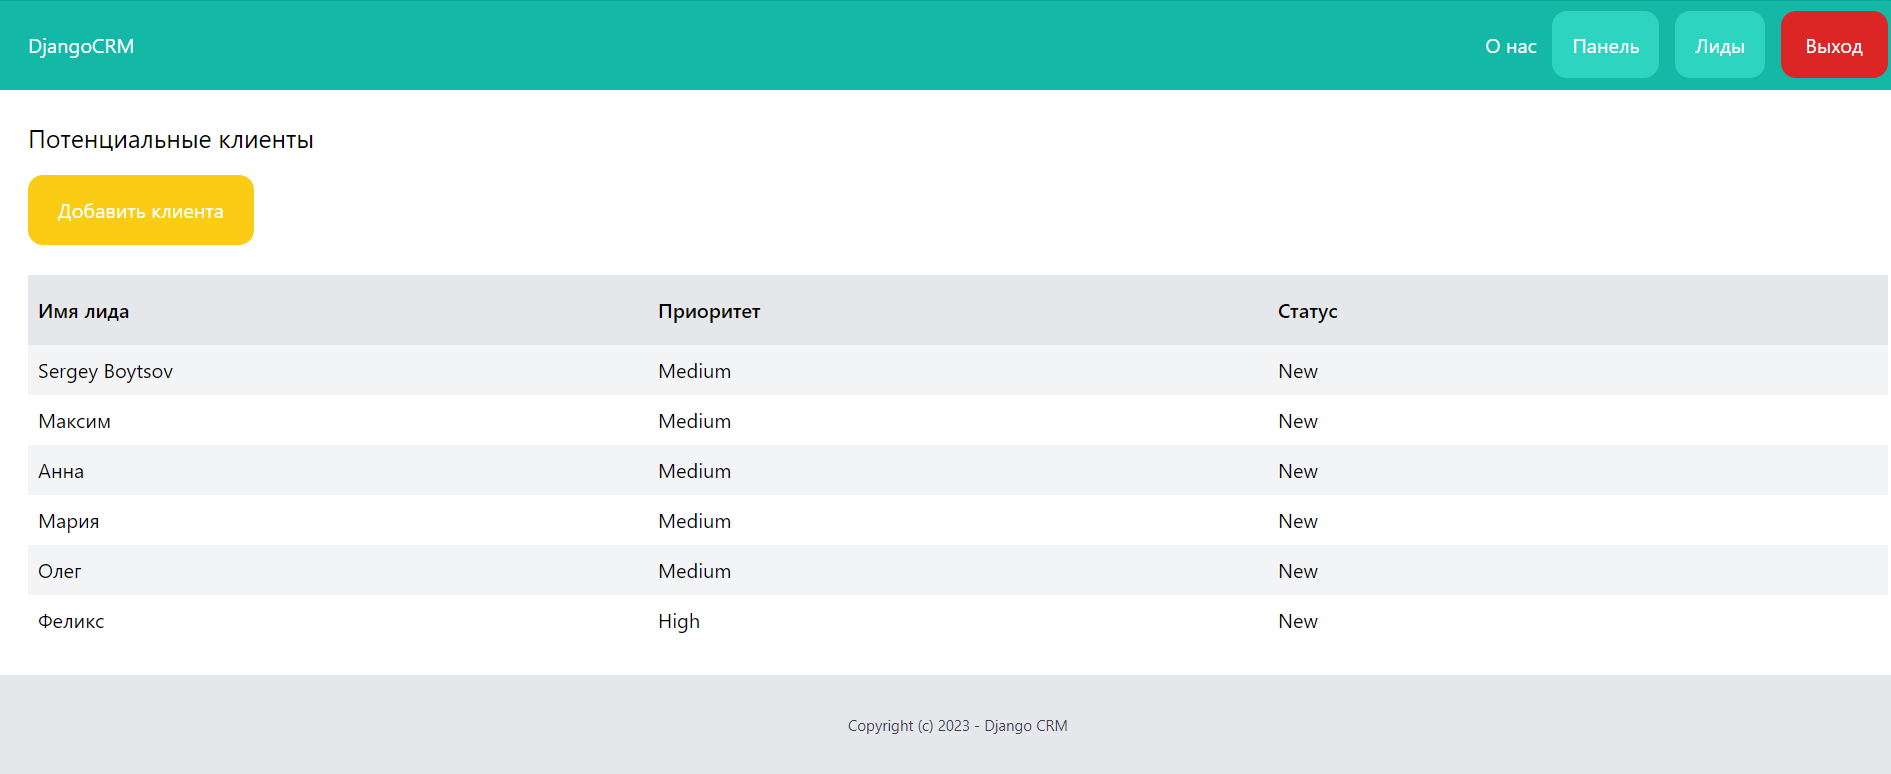 DjangoCRM О нас Панель Лиды Выход
Потенциальные клиенты
Добавить клиента
Имя лида Приоритет Статус
Sergey Boytsov Medium New
Максим Medium New
Анна Medium New
Мария Medium New
Олег Medium New
Феликс High New
Copyright (c) 2023 - Django CRM